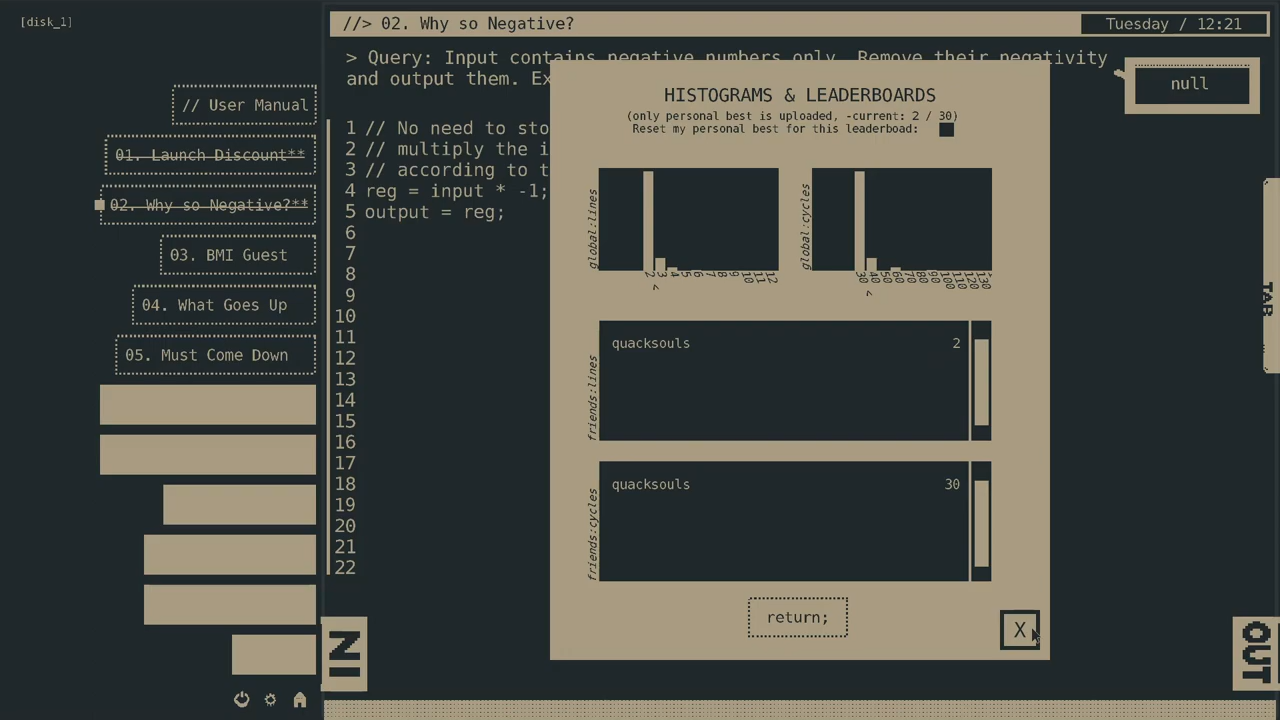 [disk_1]
//> 02. Why so Negative?
Tuesday / 12:21
> Query: Input contains negative numbers only. Remove their negativity
and output them. Ex
null
// User Manual
01. Launch Discount**
02. Why so Negative?**
03. BMI Guest
04. What Goes Up
05. Must Come Down
1 // No need to sto
2 // multiply the i
3 // according to t
4 reg = input * -1;
5 output = reg;
6
7
8
9
10
11
12
13
14
15
16
17
18
19
20
21
22
HISTOGRAMS & LEADERBOARDS
(only personal best is uploaded, -current: 2 / 30)
Reset my personal best for this leaderboad:
global:lines
2 3 4 5 6 7 8 9 10 11 12
<
global:cycles
30 40 50 60 70 80 90 100 110 120 130
<
friends:lines
quacksouls 2
friends:cycles
quacksouls 30
return;
X
IN
OUT
TAB